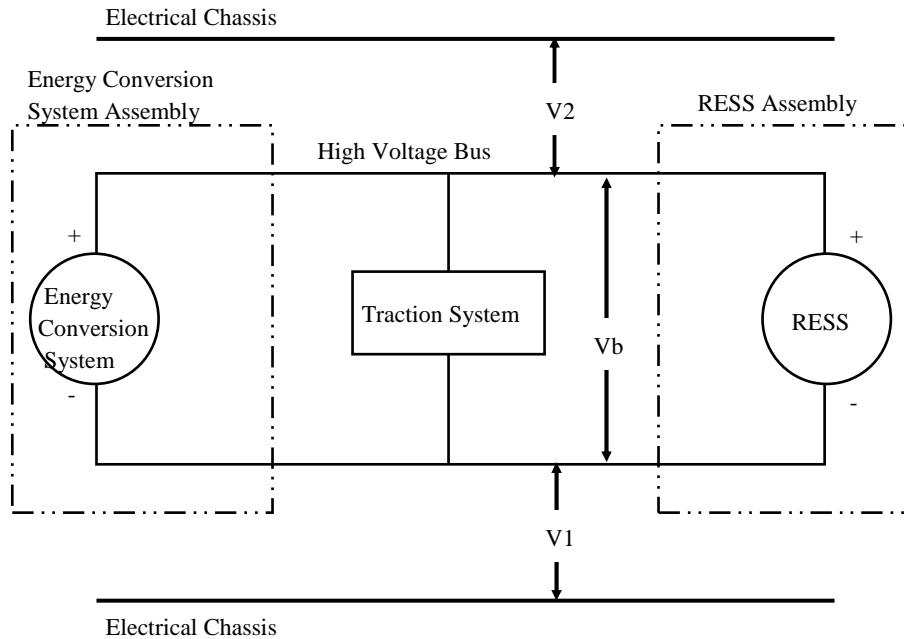 Electrical Chassis
Energy Conversion
System Assembly
V2
RESS Assembly
High Voltage Bus
+
+
Energy
Conversion
System
Traction System
Vb
RESS
-
-
V1
Electrical Chassis